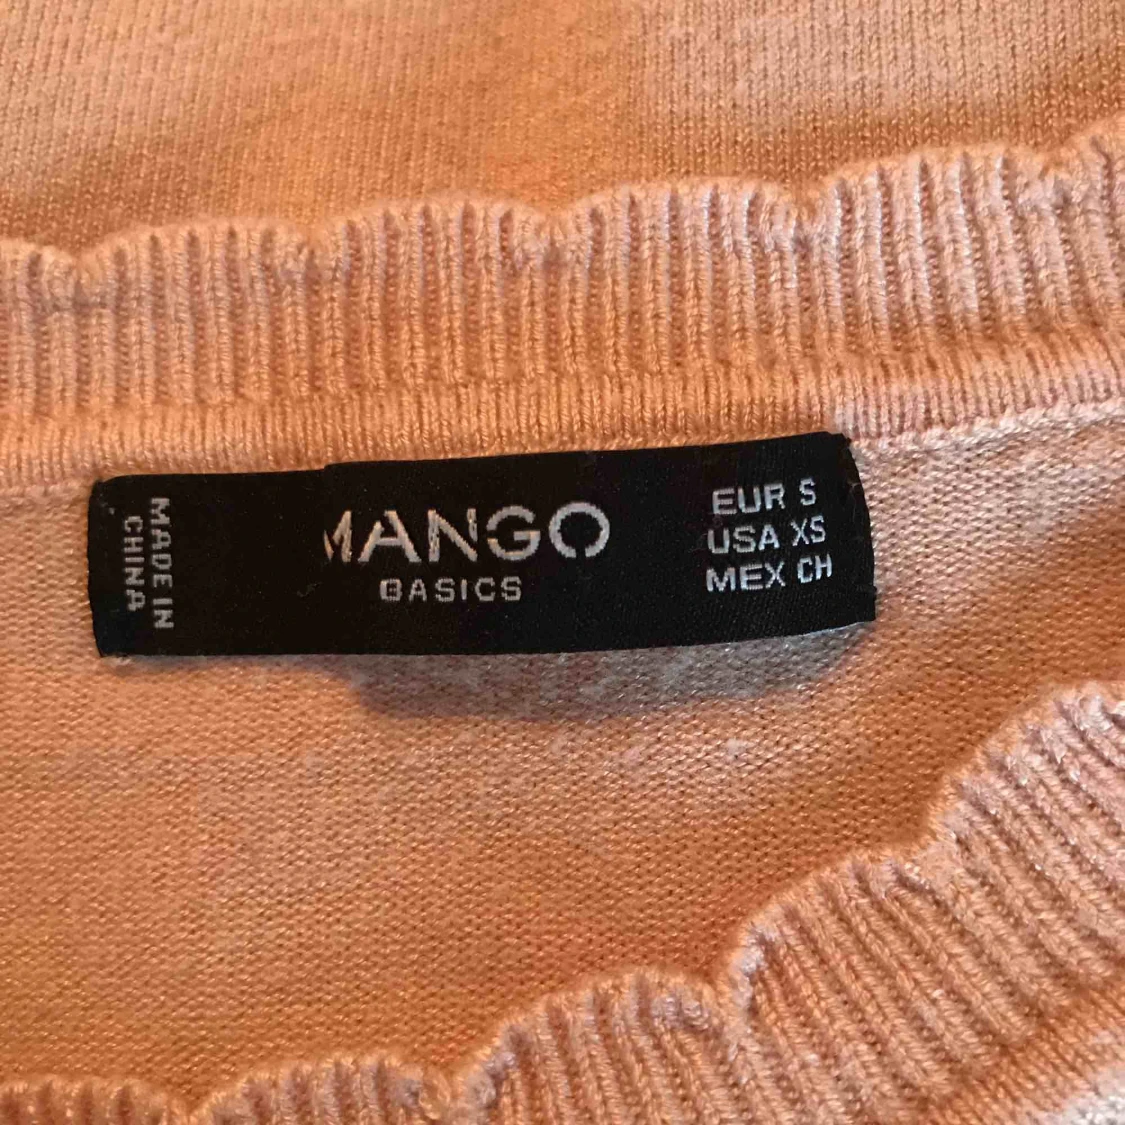 MADE IN
CHINA
MANGO
BASICS
EUR S
USA XS
MEX CH